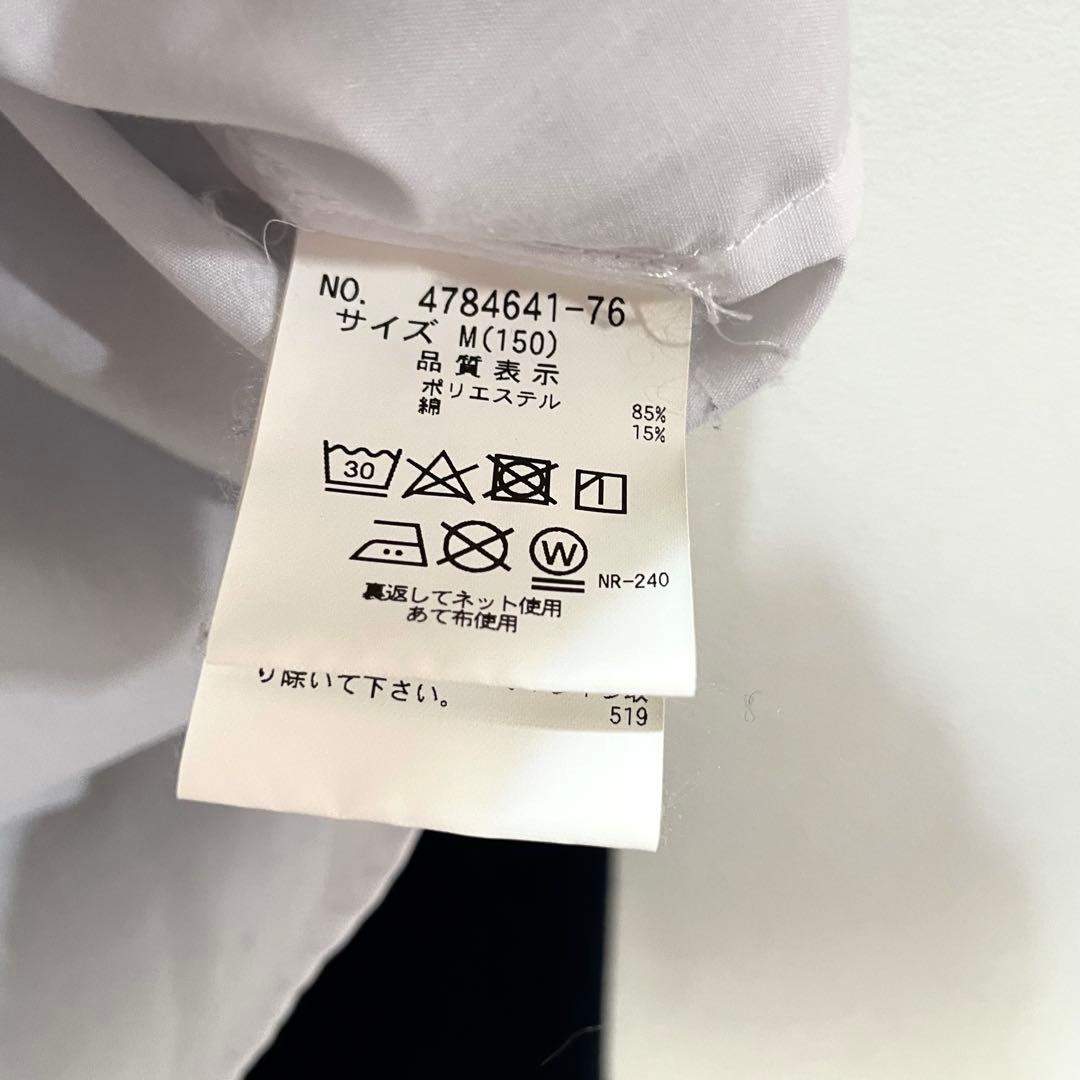 NO. 4784641-76
サイズ M(150)
品質表示
ポリエステル 85%
綿 15%
30
W NR-240
裏返してネット使用
あて布使用
り除いて下さい。
519